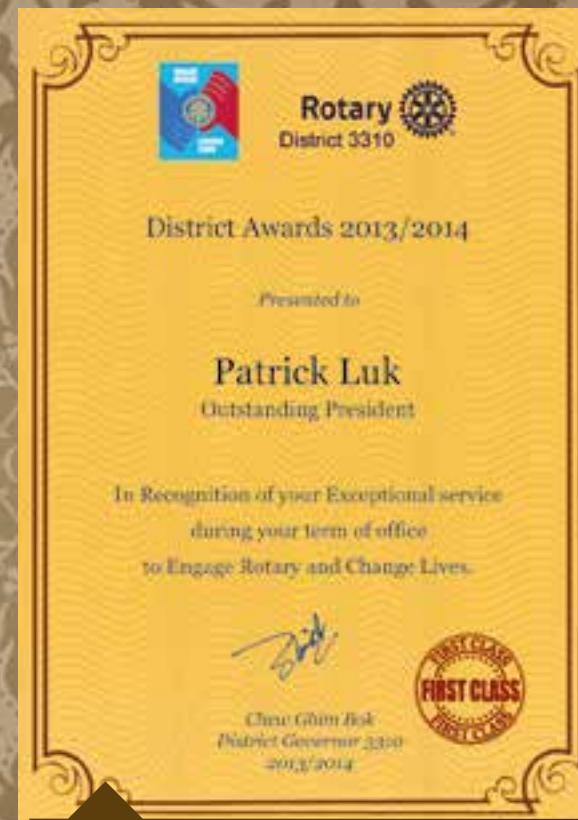 Rotary
District 3310
District Awards 2013/2014
Presented to
Patrick Luk
Outstanding President
In Recognition of your Exceptional service
during your term of office
to Engage Rotary and Change Lives.
Chew Ghim Bok
District Governor 3310
2013/2014
FIRST CLASS
FIRST CLASS
FIRST CLASS